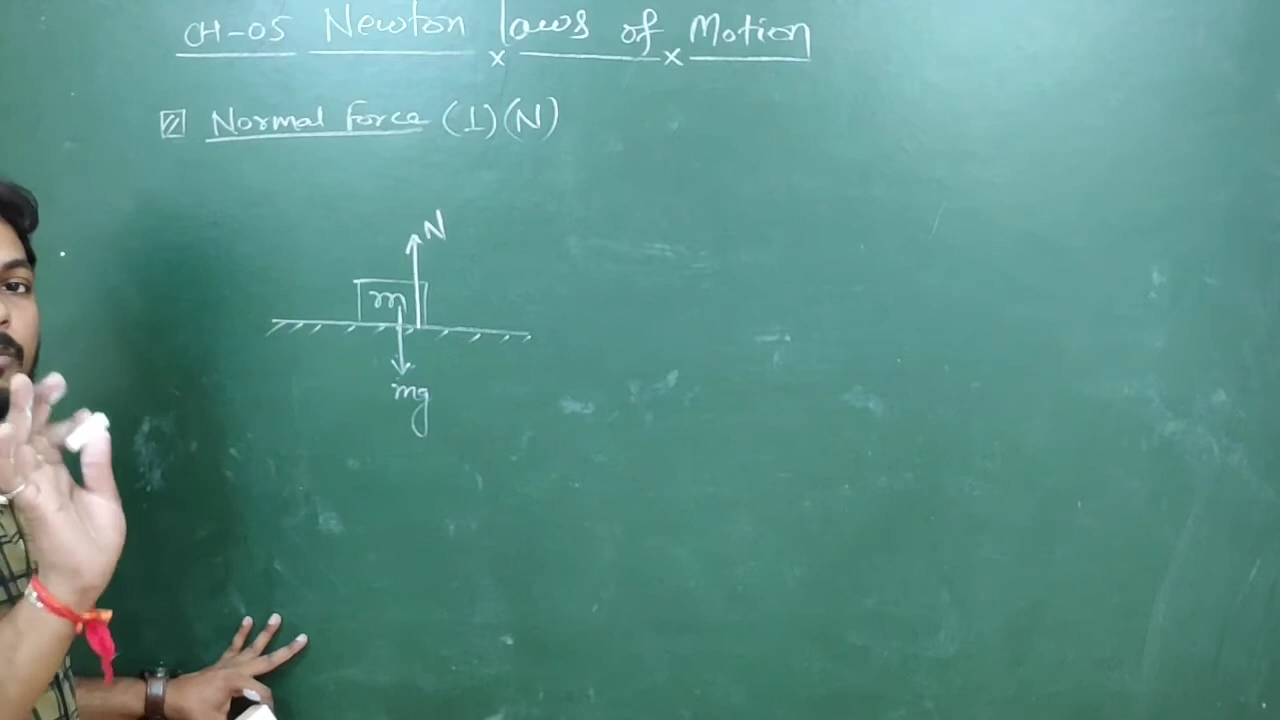 CH-05 Newton laws of Motion
Normal Force (⊥)(N)
N
m
mg